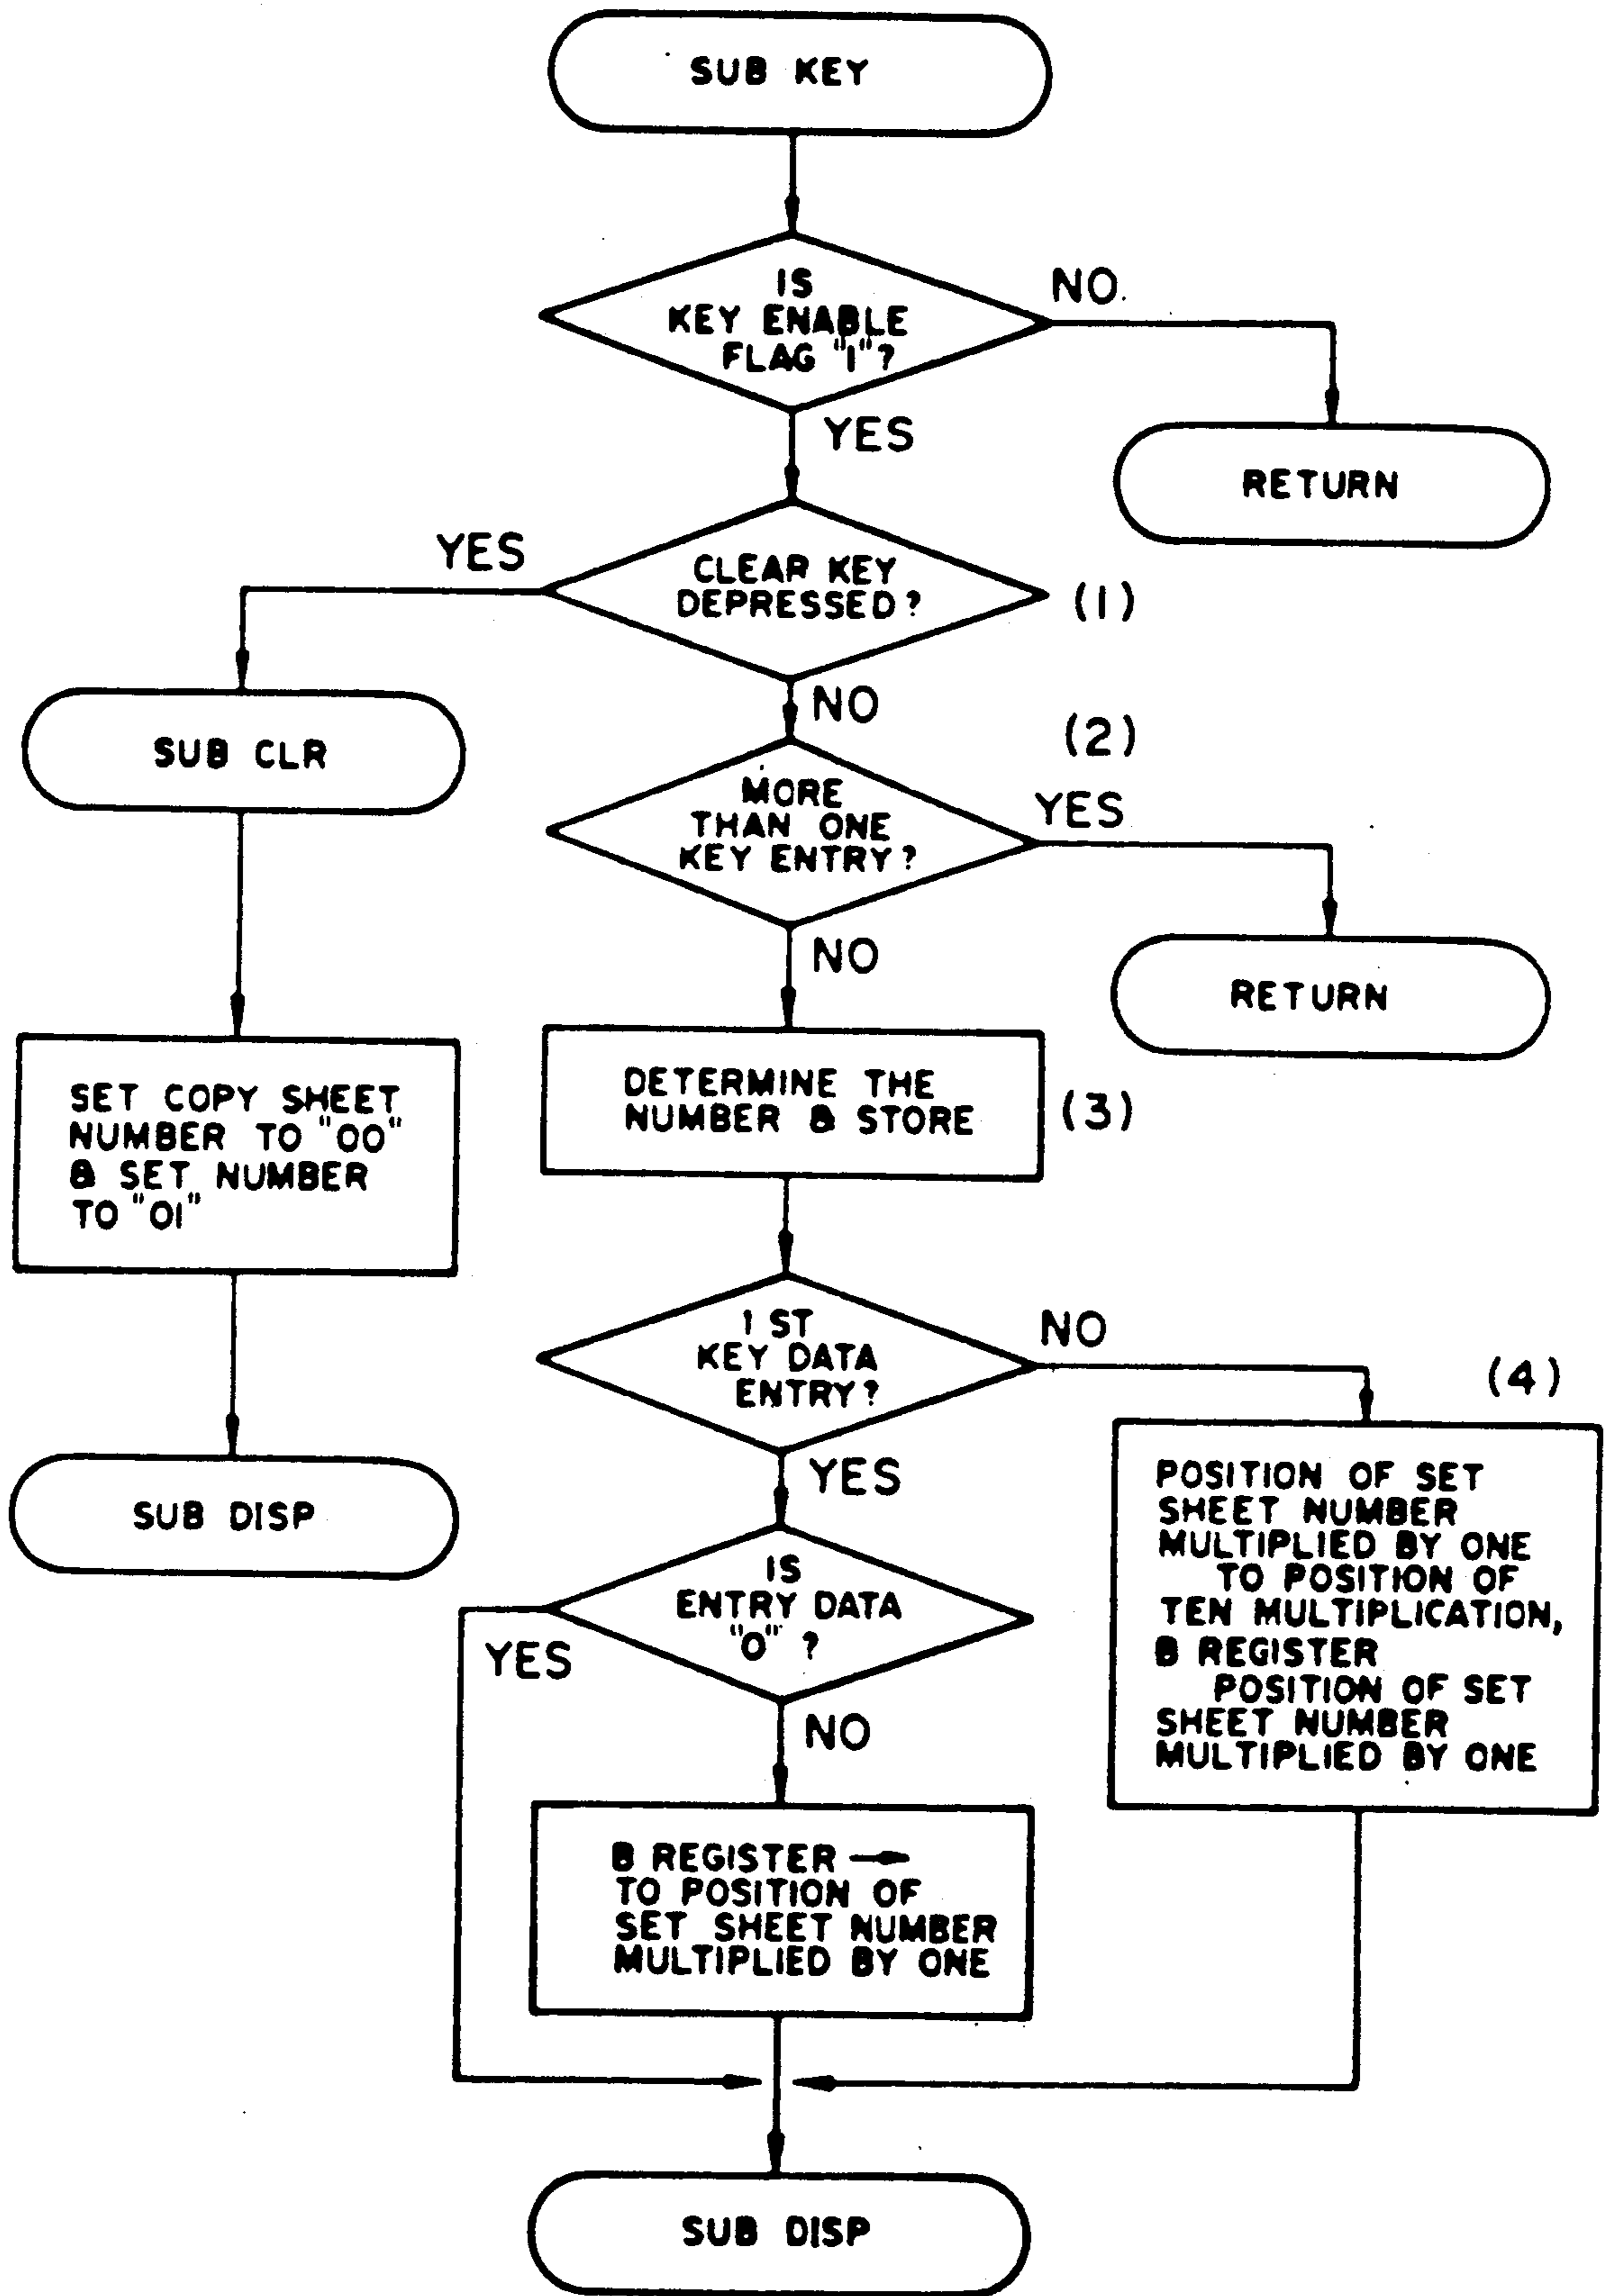 SUB KEY
IS
KEY ENABLE
FLAG "1"?
NO.
YES
RETURN
YES
CLEAR KEY
DEPRESSED?
(1)
NO
SUB CLR
(2)
MORE
THAN ONE
KEY ENTRY?
YES
NO
RETURN
SET COPY SHEET
NUMBER TO "00"
& SET NUMBER
TO "01"
DETERMINE THE
NUMBER & STORE
(3)
1 ST
KEY DATA
ENTRY?
NO
(4)
YES
SUB DISP
POSITION OF SET
SHEET NUMBER
MULTIPLIED BY ONE
TO POSITION OF
TEN MULTIPLICATION,
B REGISTER
POSITION OF SET
SHEET NUMBER
MULTIPLIED BY ONE
IS
ENTRY DATA
"0" ?
YES
NO
B REGISTER →
TO POSITION OF
SET SHEET NUMBER
MULTIPLIED BY ONE
SUB DISP